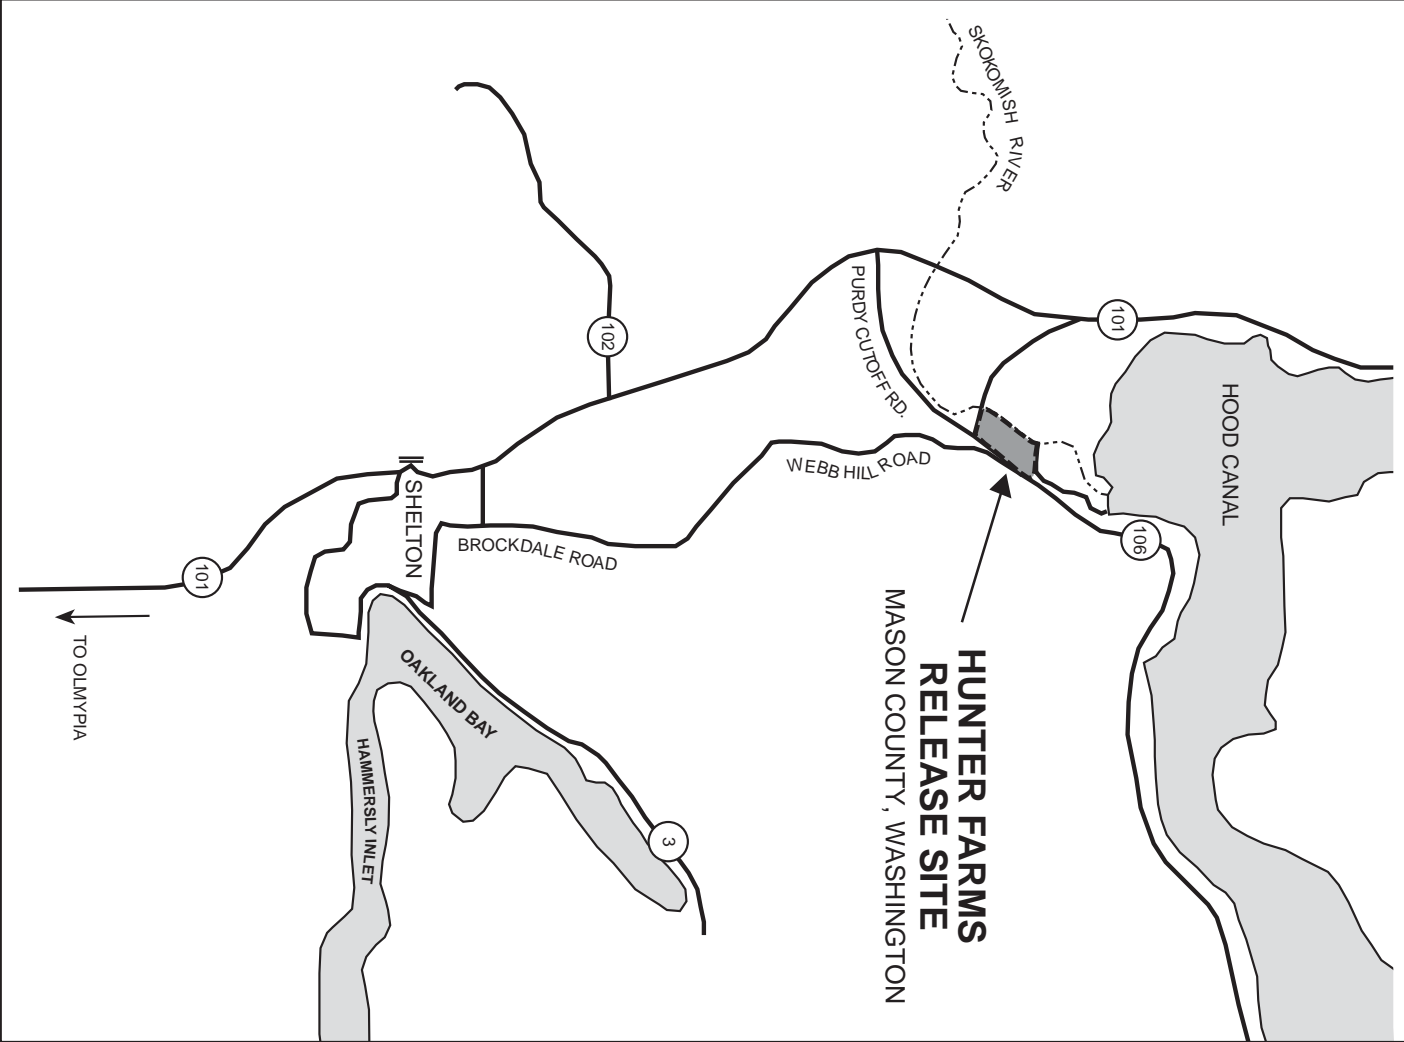 SKOKOMISH RIVER
101
HOOD CANAL
PURDY CUTOFF RD.
102
WEBB HILL ROAD
106
SHELTON
BROCKDALE ROAD
101
TO OLMYPIA
HUNTER FARMS
RELEASE SITE
MASON COUNTY, WASHINGTON
OAKLAND BAY
HAMMERSLY INLET
3